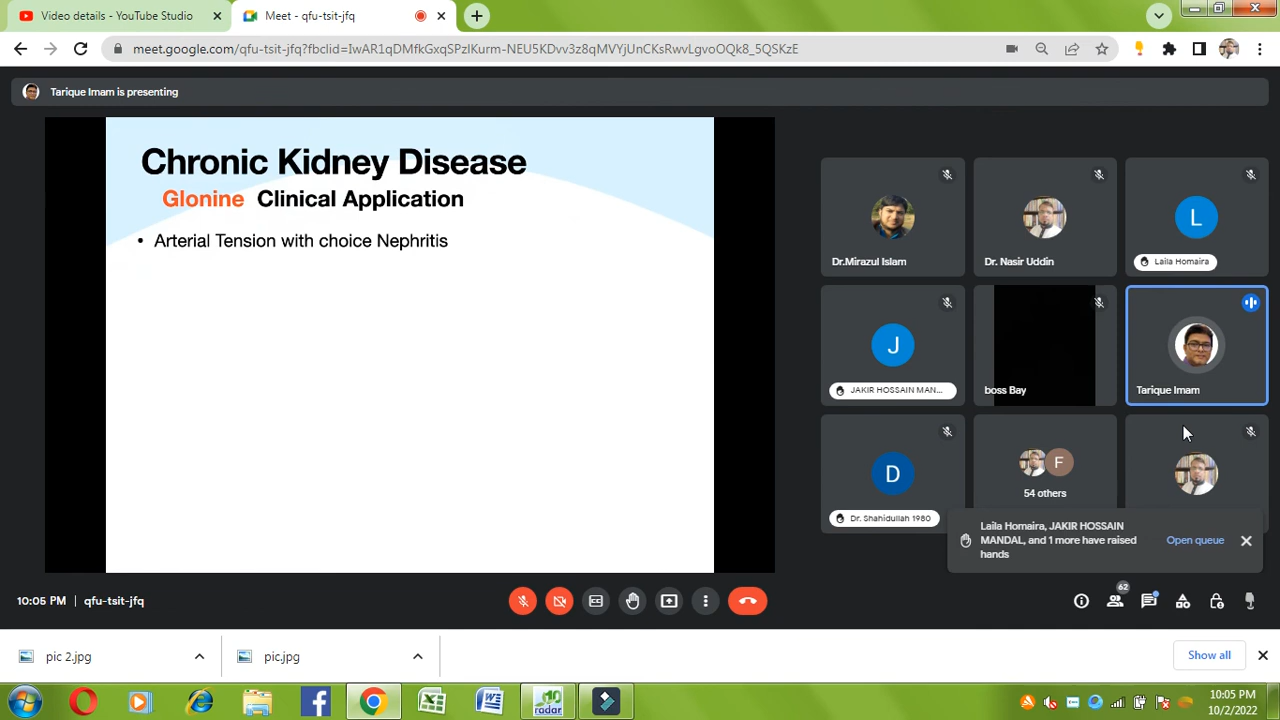 Video details - YouTube Studio
Meet - qfu-tsit-jfq
meet.google.com/qfu-tsit-jfq?fbclid=IwAR1qDMfkGxqSPzlKurm-NEU5KDvv3z8qMVYjUnCKsRwvLgvoOQk8_5QSKzE
Tarique Imam is presenting
Chronic Kidney Disease
Glonine Clinical Application
• Arterial Tension with choice Nephritis
Dr.Mirazul Islam
Dr. Nasir Uddin
L
Laila Homaira
J
JAKIR HOSSAIN MAN...
boss Bay
Tarique Imam
D
Dr. Shahidullah 1980
F
54 others
Laila Homaira, JAKIR HOSSAIN
MANDAL, and 1 more have raised
hands
Open queue
10:05 PM | qfu-tsit-jfq
62
pic 2.jpg
pic.jpg
Show all
10
radar
10:05 PM
10/2/2022